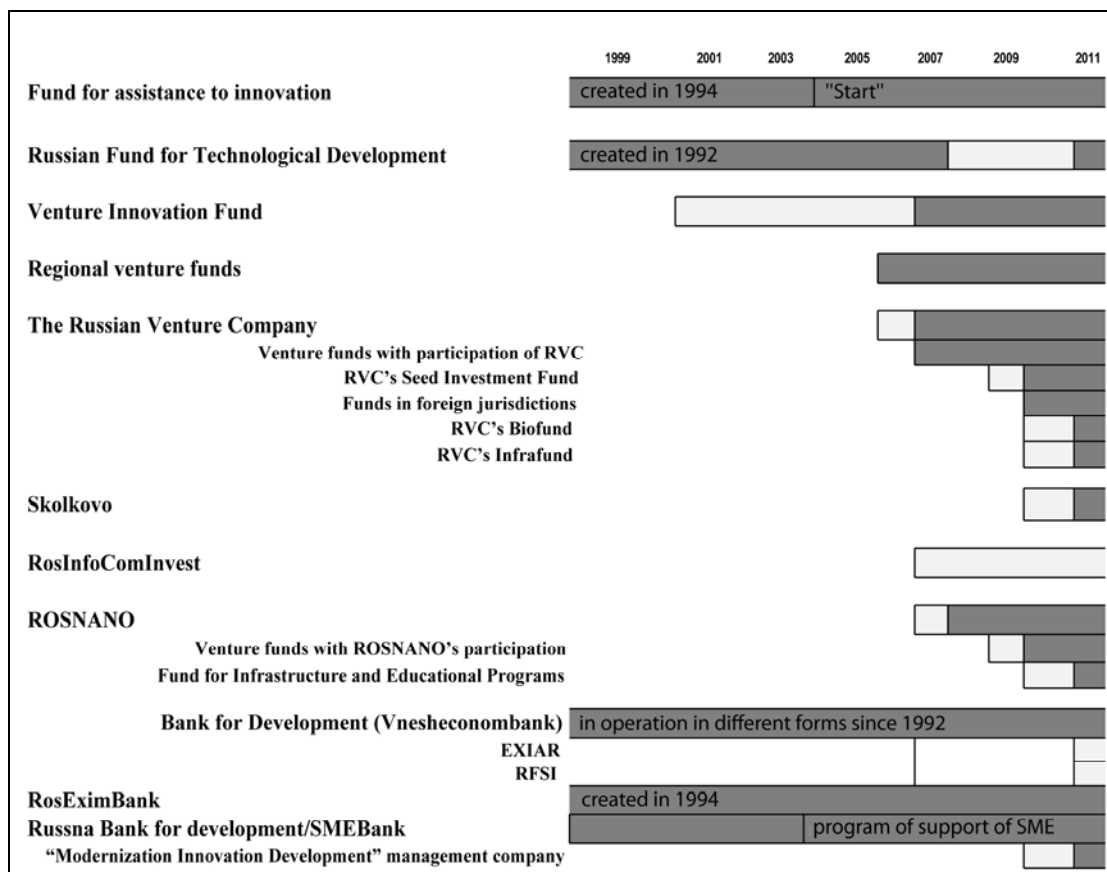 1999 2001 2003 2005 2007 2009 2011
Fund for assistance to innovation created in 1994 "Start"
Russian Fund for Technological Development created in 1992
Venture Innovation Fund
Regional venture funds
The Russian Venture Company
Venture funds with participation of RVC
RVC’s Seed Investment Fund
Funds in foreign jurisdictions
RVC’s Biofund
RVC’s Infrafund
Skolkovo
RosInfoComInvest
ROSNANO
Venture funds with ROSNANO’s participation
Fund for Infrastructure and Educational Programs
Bank for Development (Vnesheconombank) in operation in different forms since 1992
EXIAR
RFSI
RosEximBank created in 1994
Russna Bank for development/SMEBank program of support of SME
“Modernization Innovation Development” management company